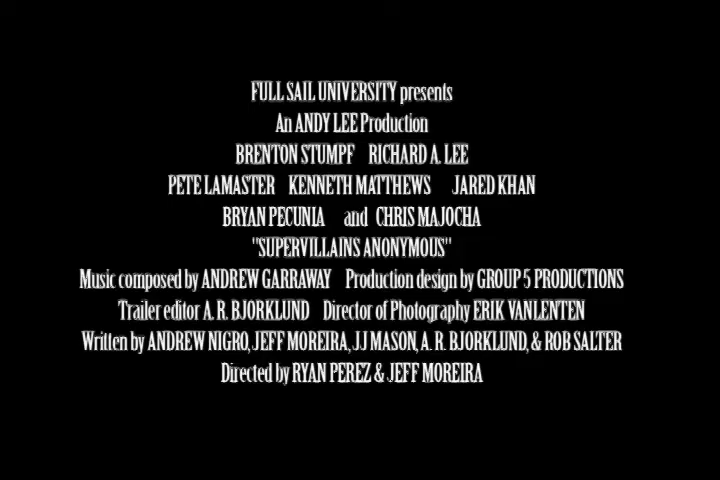 FULL SAIL UNIVERSITY presents
An ANDY LEE Production
BRENTON STUMPF RICHARD A. LEE
PETE LAMASTER KENNETH MATTHEWS JARED KHAN
BRYAN PECUNIA and CHRIS MAJOCHA
"SUPERVILLAINS ANONYMOUS"
Music composed by ANDREW GARRAWAY Production design by GROUP 5 PRODUCTIONS
Trailer editor A. R. BJORKLUND Director of Photography ERIK VANLENTEN
Written by ANDREW NIGRO, JEFF MOREIRA, JJ MASON, A. R. BJORKLUND, & ROB SALTER
Directed by RYAN PEREZ & JEFF MOREIRA